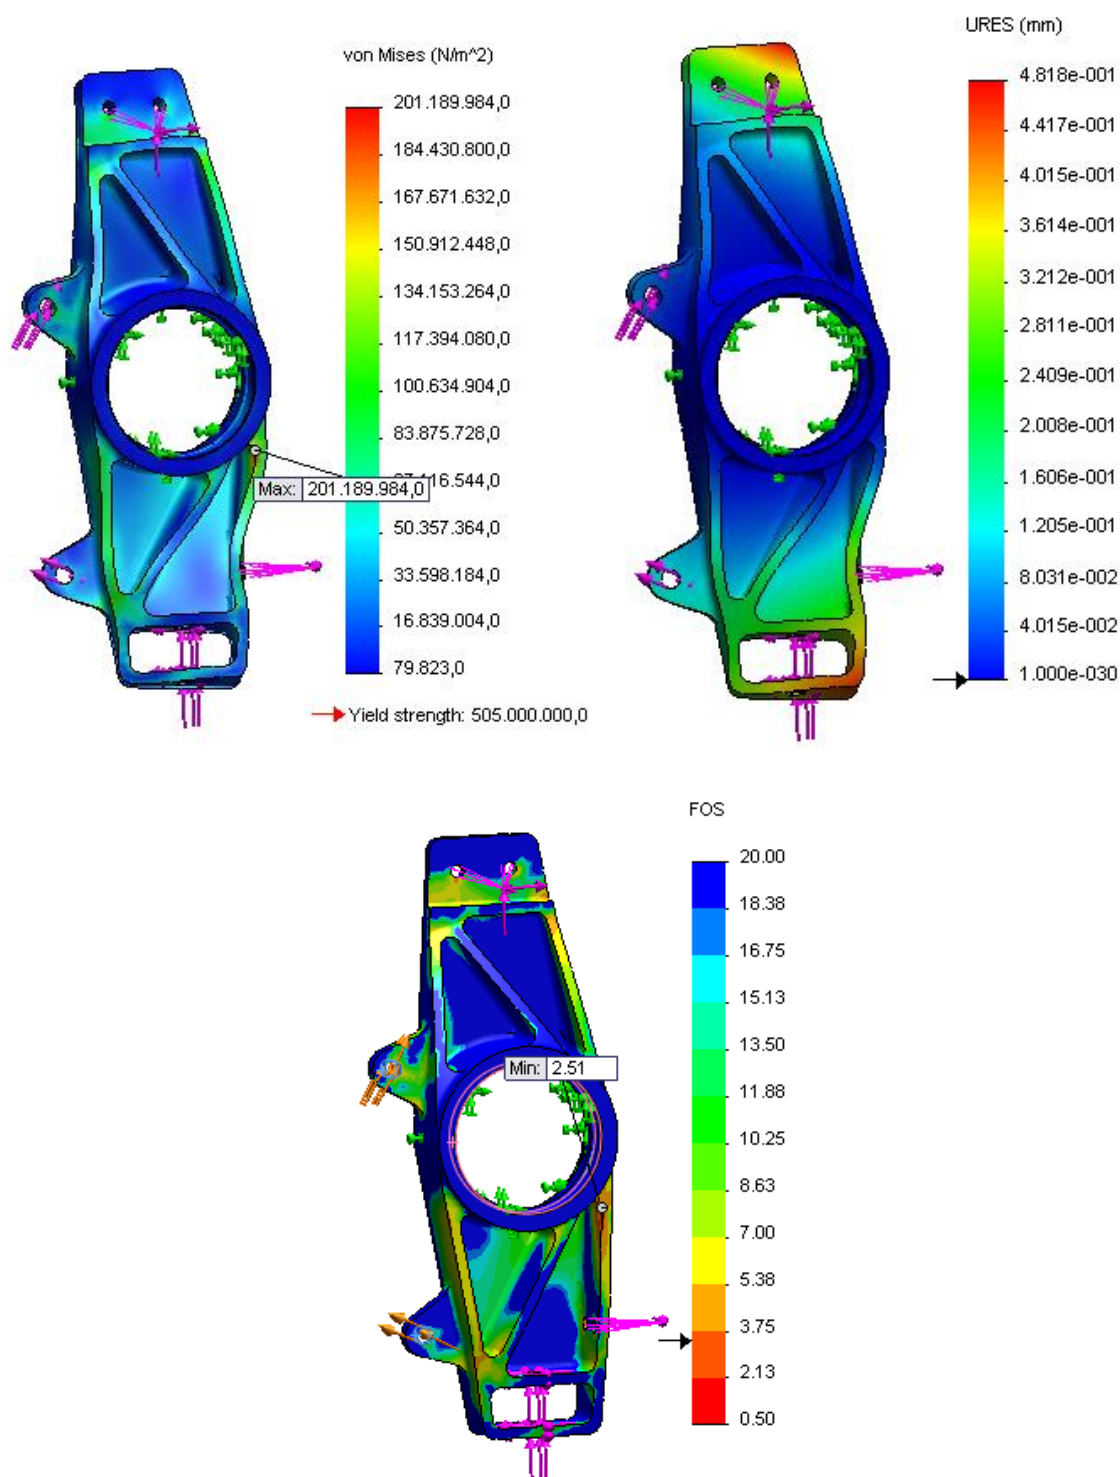 von Mises (N/m^2)
201.189.984,0
184.430.800,0
167.671.632,0
150.912.448,0
134.153.264,0
117.394.080,0
100.634.904,0
83.875.728,0
16.544,0
50.357.364,0
33.598.184,0
16.839.004,0
79.823,0
Yield strength: 505.000.000,0
Max: 201.189.984,0
URES (mm)
4.818e-001
4.417e-001
4.015e-001
3.614e-001
3.212e-001
2.811e-001
2.409e-001
2.008e-001
1.606e-001
1.205e-001
8.031e-002
4.015e-002
1.000e-030
FOS
20.00
18.38
16.75
15.13
13.50
11.88
10.25
8.63
7.00
5.38
3.75
2.13
0.50
Min: 2.51